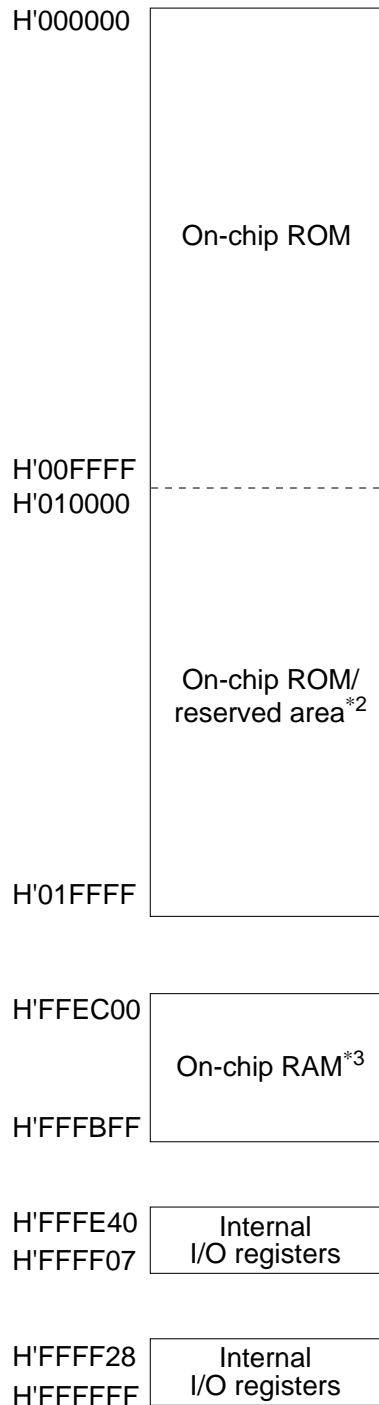 H'000000
On-chip ROM
H'00FFFF
H'010000
On-chip ROM/
reserved area*2
H'01FFFF
H'FFEC00
On-chip RAM*3
H'FFFBFF
H'FFFE40
Internal
I/O registers
H'FFFF07
H'FFFF28
Internal
I/O registers
H'FFFFFF